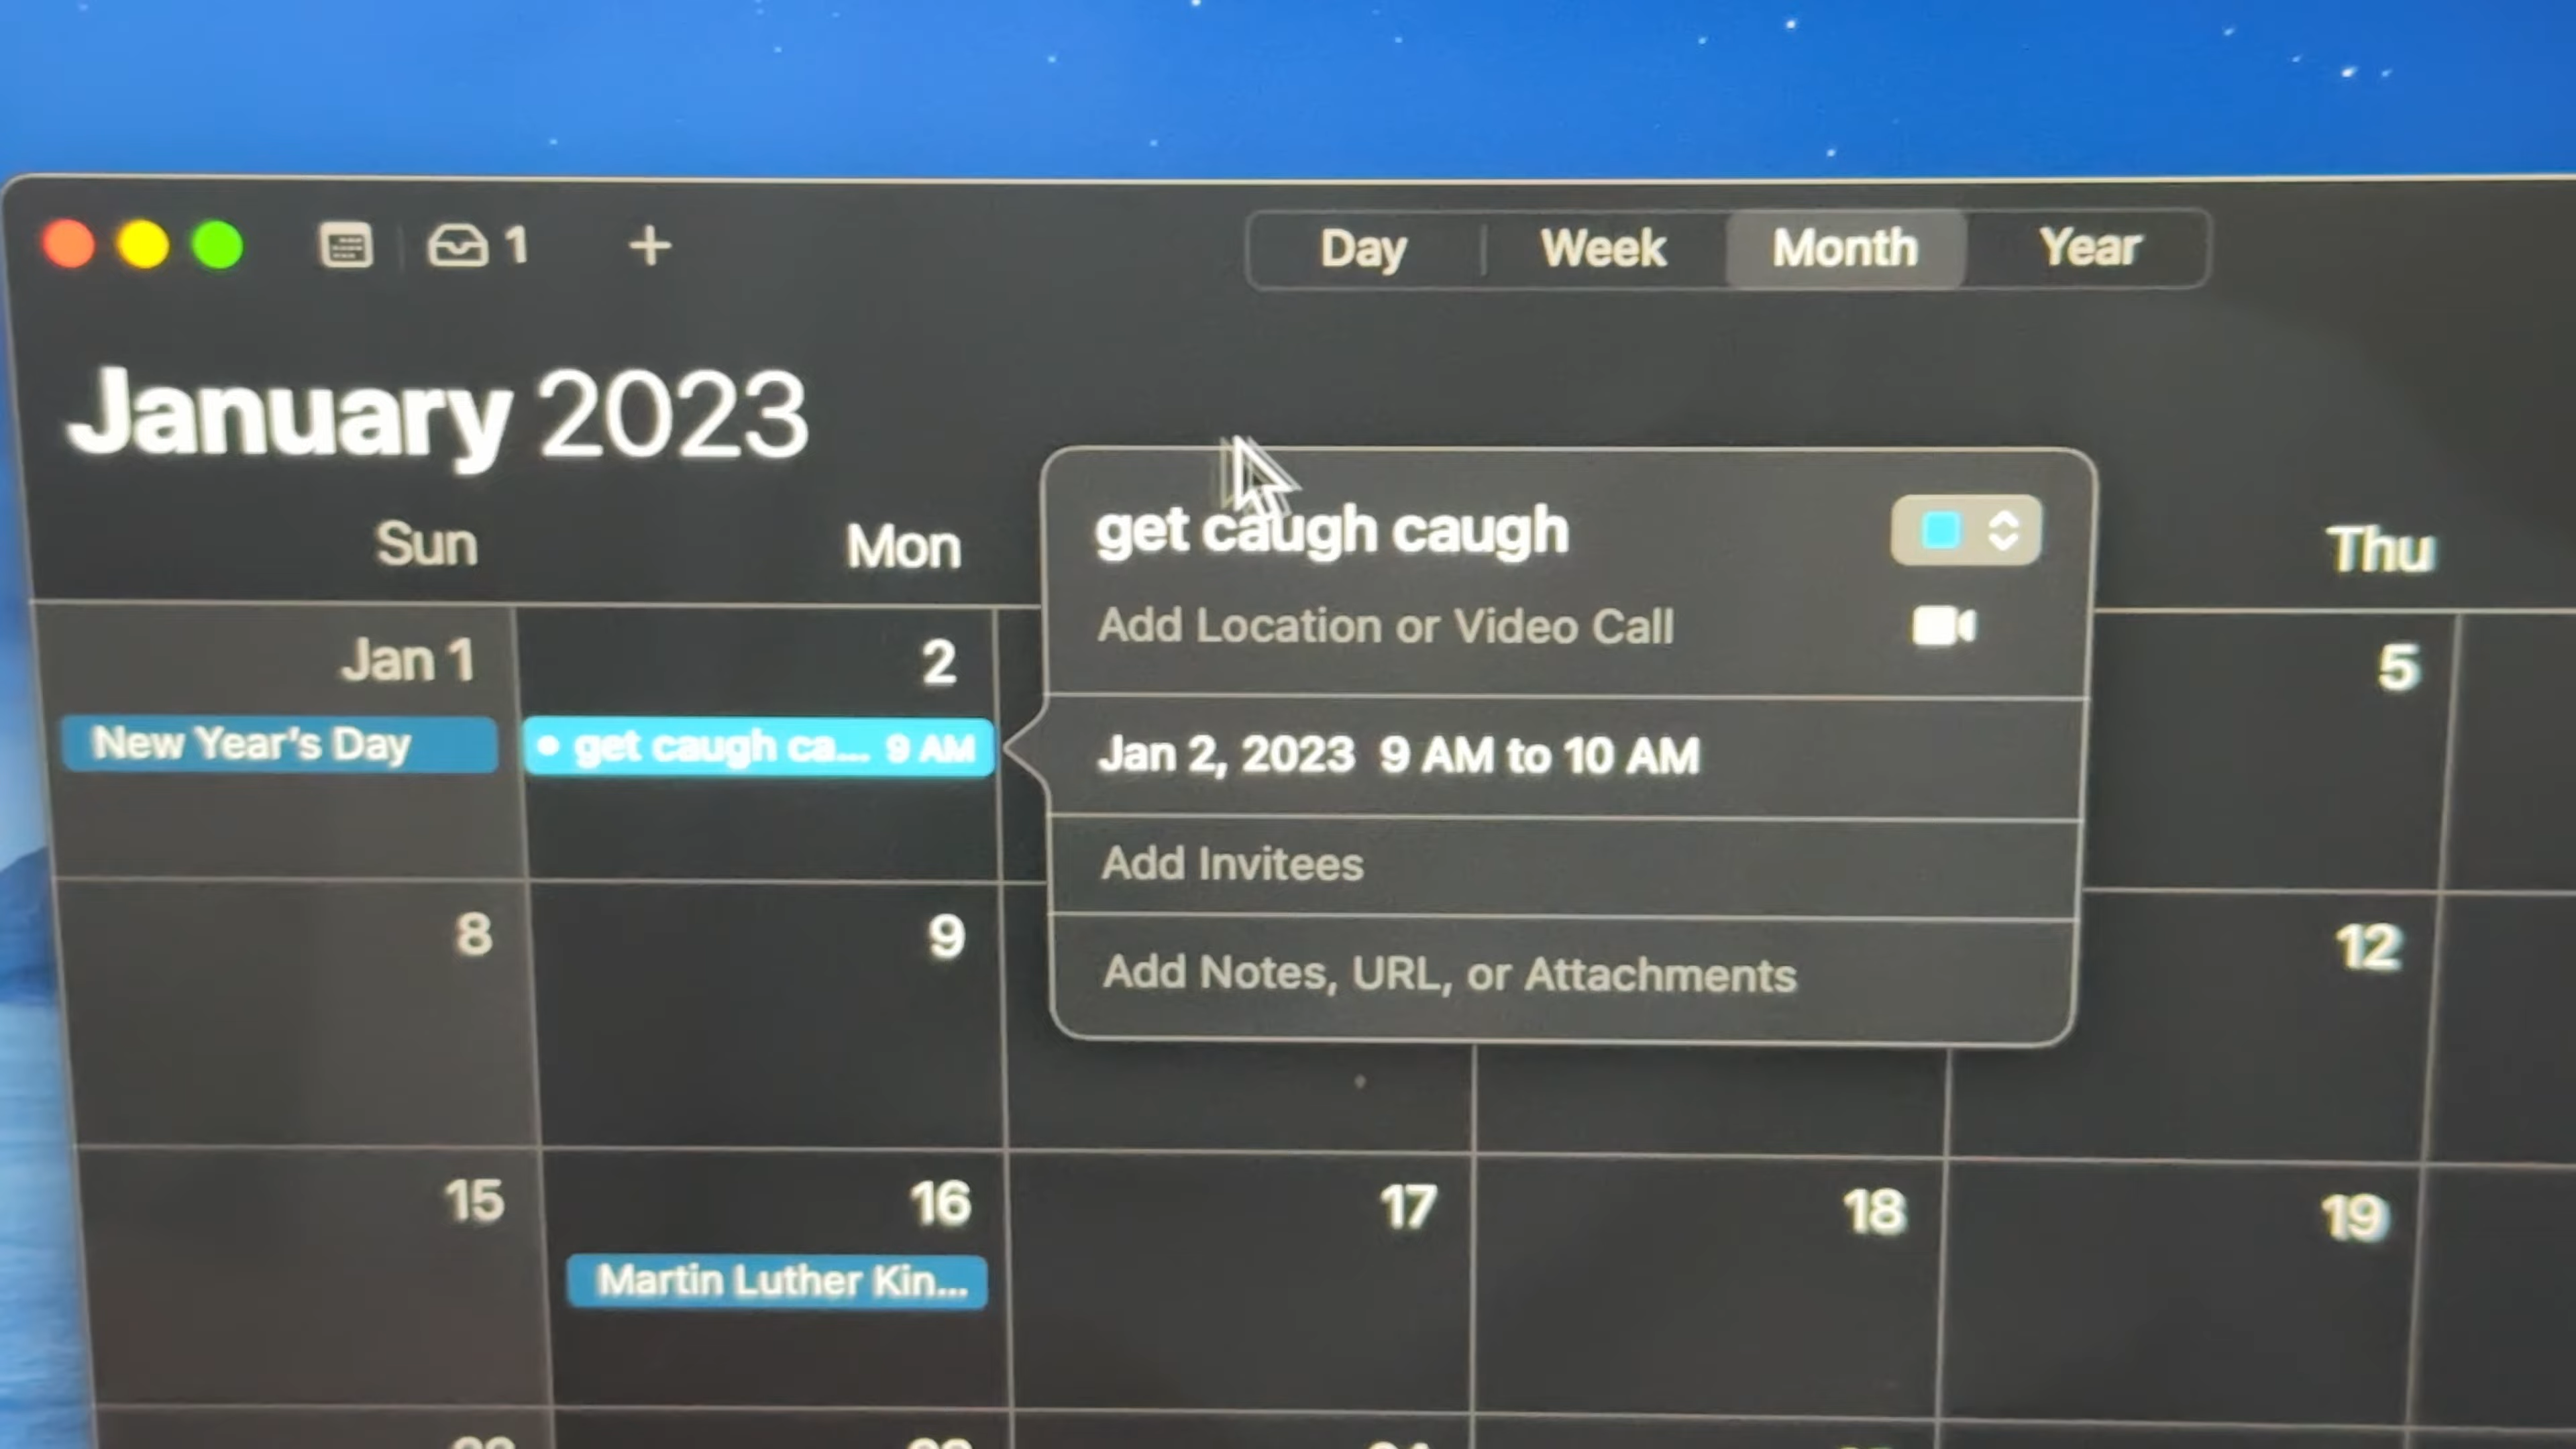 1
+
Day Week Month Year
January 2023
Sun Mon Thu
get caugh caugh
Add Location or Video Call
Jan 2, 2023 9 AM to 10 AM
Add Invitees
Add Notes, URL, or Attachments
Jan 1 2 5
New Year's Day
get caugh ca... 9 AM
8 9 12
15 16 17 18 19
Martin Luther Kin...